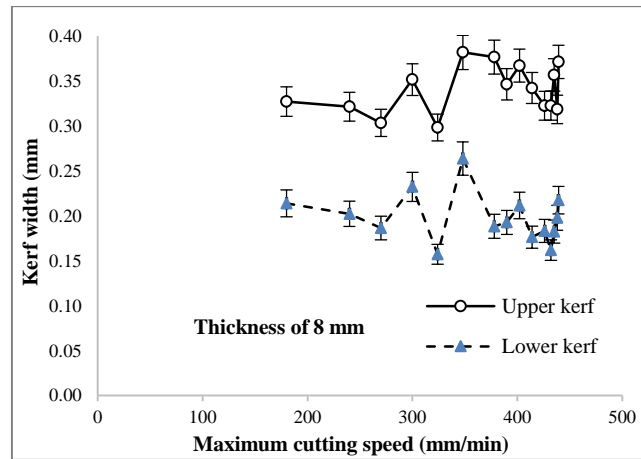 0.40
0.35
0.30
0.25
0.20
0.15
0.10
0.05
0.00
Kerf width (mm
Thickness of 8 mm
Upper kerf
Lower kerf
0 100 200 300 400 500
Maximum cutting speed (mm/min)